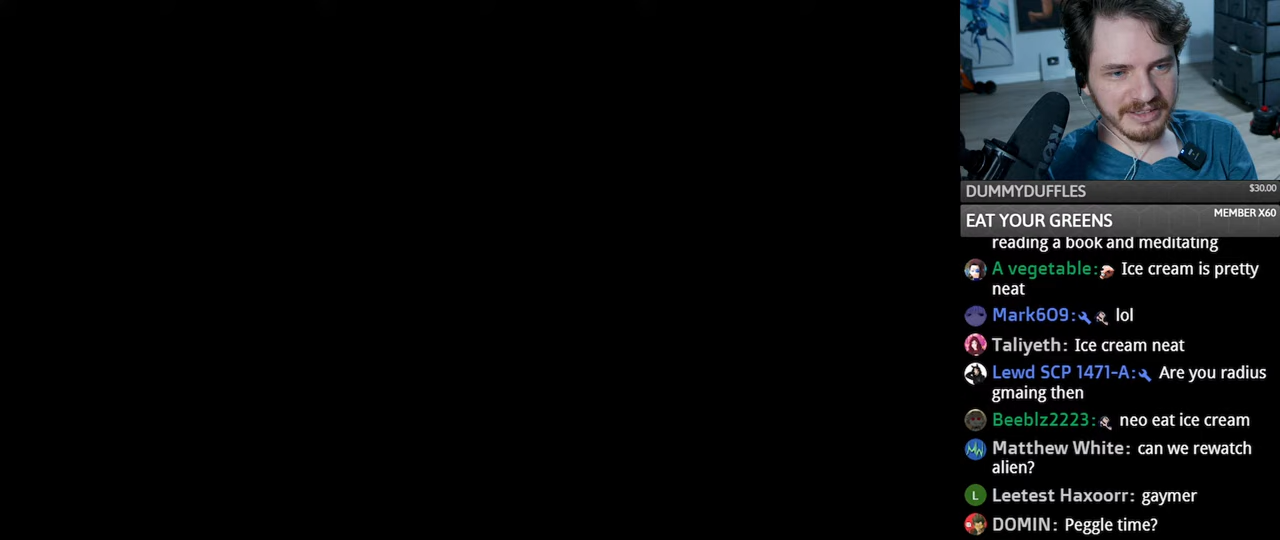 DUMMYDUFFLES $30.00
EAT YOUR GREENS MEMBER X60
reading a book and meditating
A vegetable: Ice cream is pretty
neat
Mark609: lol
Taliyeth: Ice cream neat
Lewd SCP 1471-A: Are you radius
gmaing then
Beeblz2223: neo eat ice cream
Matthew White: can we rewatch
alien?
L Leetest Haxoorr: gaymer
DOMIN: Peggle time?